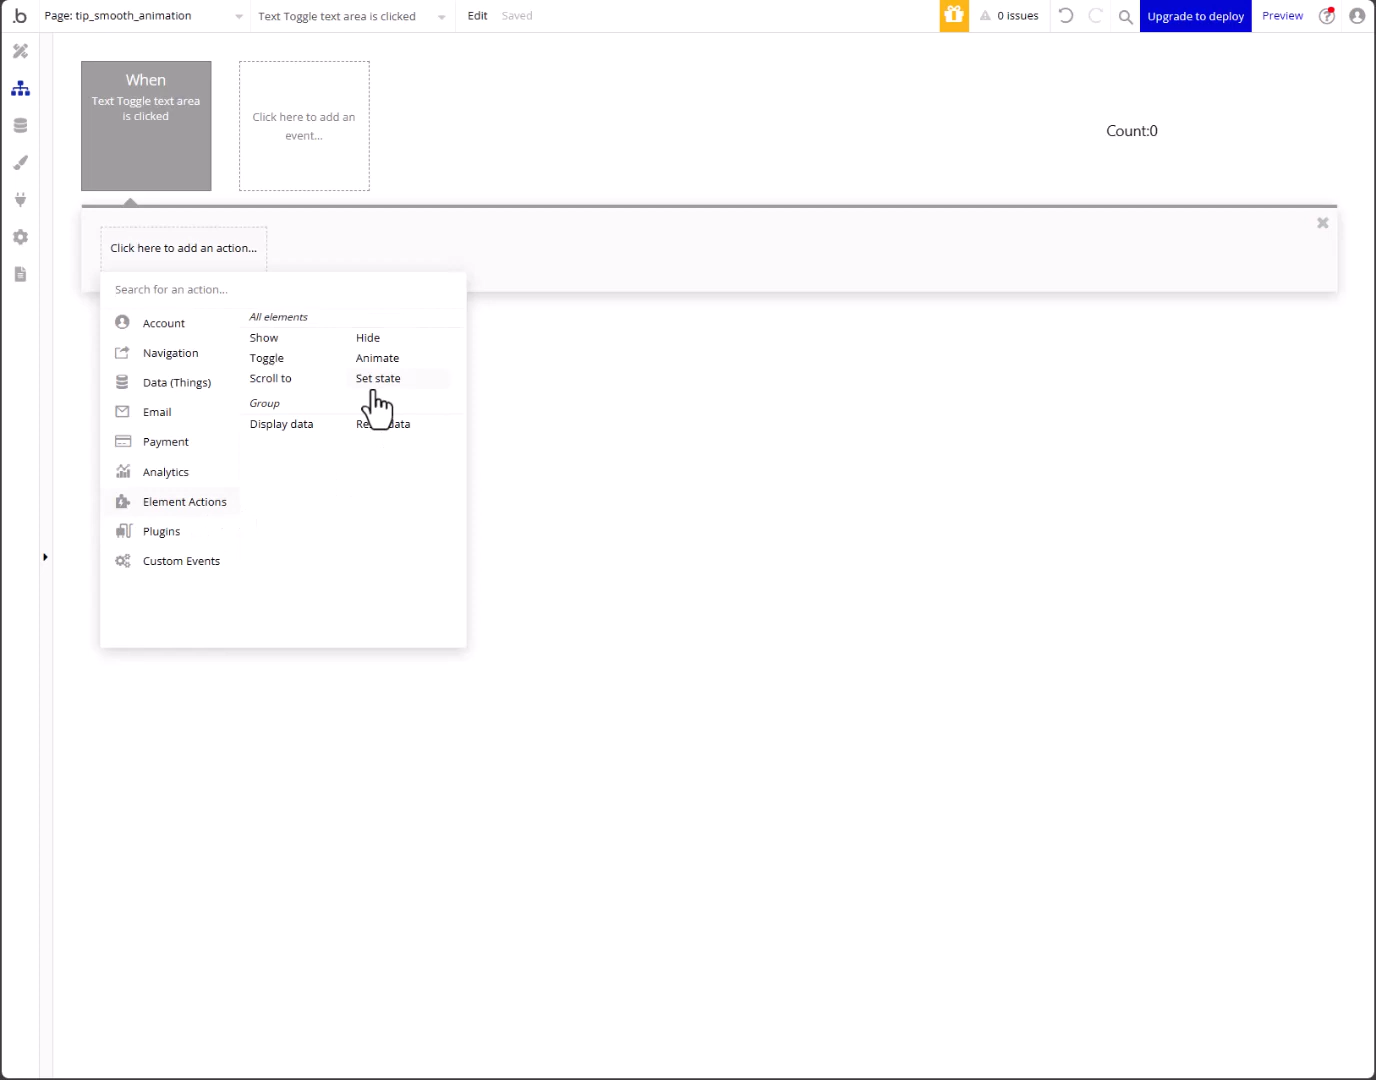 .b Page: tip_smooth_animation Text Toggle text area is clicked Edit Saved 0 issues Upgrade to deploy Preview
When
Text Toggle text area
is clicked
Click here to add an
event...
Count:0
Click here to add an action...
Search for an action...
Account
Navigation
Data (Things)
Email
Payment
Analytics
Element Actions
Plugins
Custom Events
All elements
Show Hide
Toggle Animate
Scroll to Set state
Group
Display data data